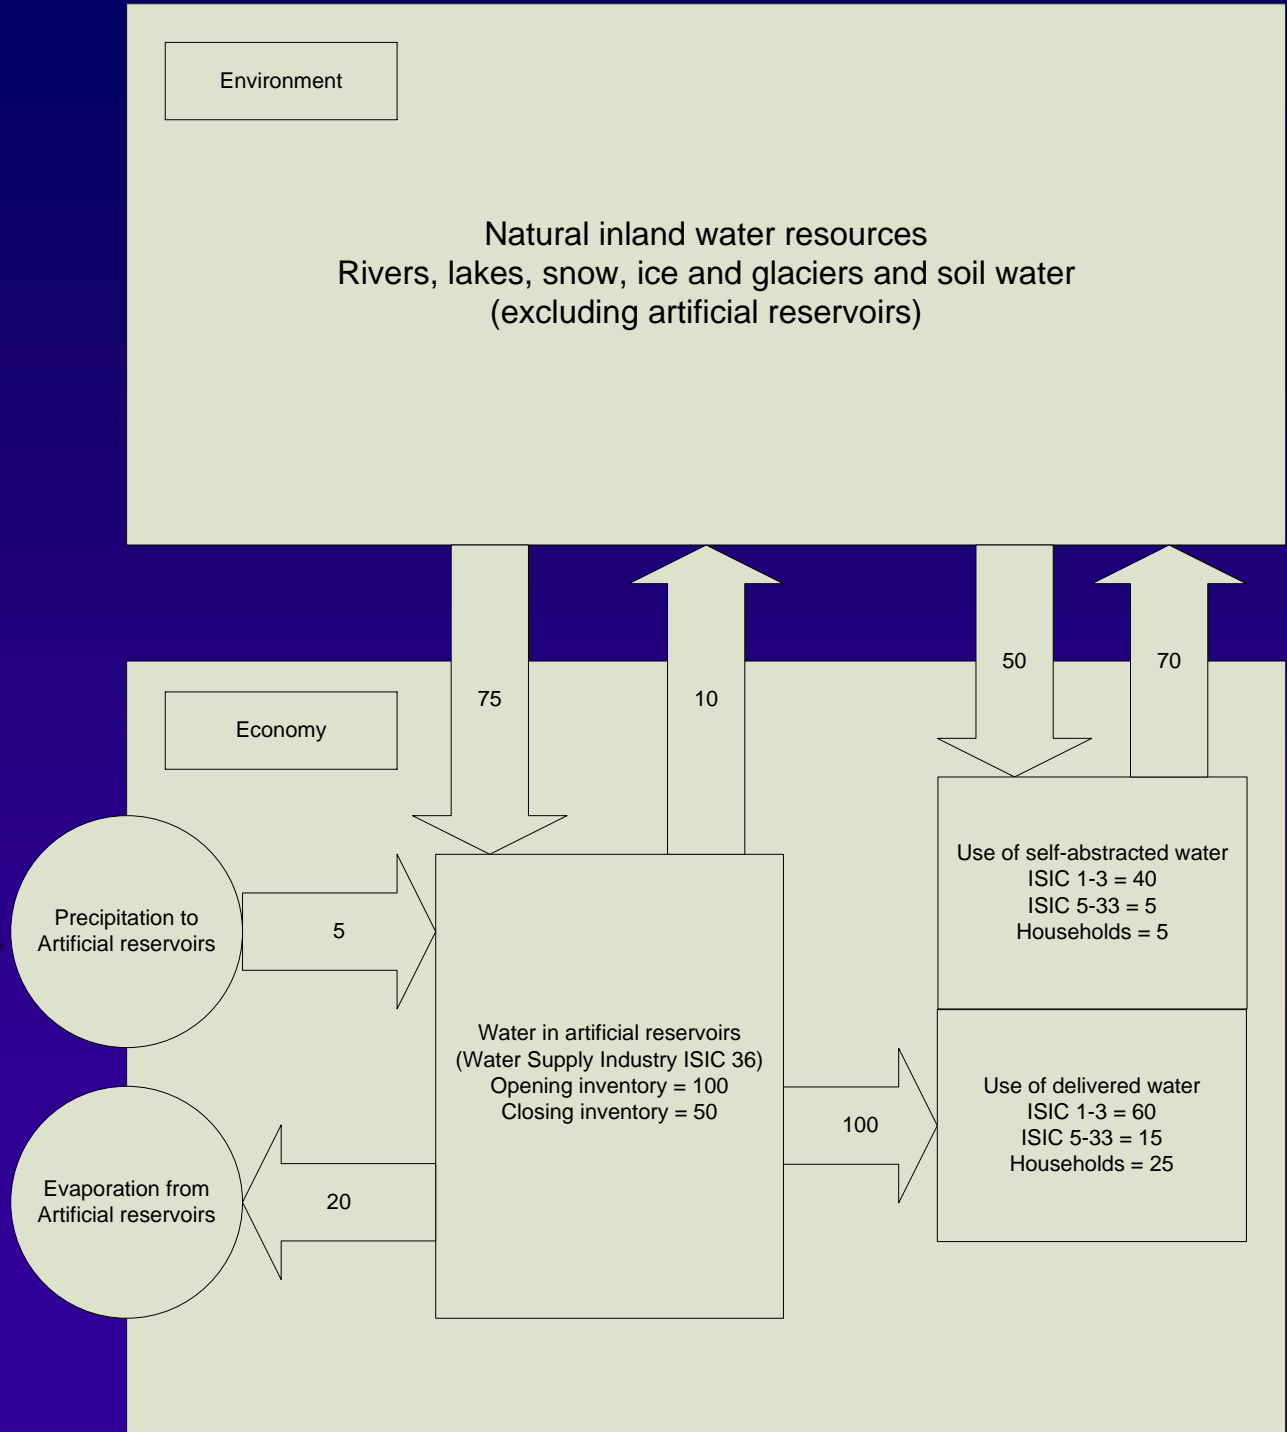 Environment
Natural inland water resources
Rivers, lakes, snow, ice and glaciers and soil water
(excluding artificial reservoirs)
75
10
50
70
Economy
Precipitation to
Artificial reservoirs
5
Evaporation from
Artificial reservoirs
20
Water in artificial reservoirs
(Water Supply Industry ISIC 36)
Opening inventory = 100
Closing inventory = 50
100
Use of self-abstracted water
ISIC 1-3 = 40
ISIC 5-33 = 5
Households = 5
Use of delivered water
ISIC 1-3 = 60
ISIC 5-33 = 15
Households = 25